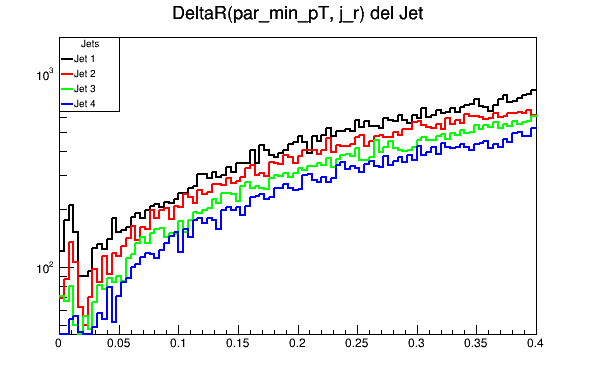 DeltaR(par_min_pT, j_r) del Jet
Jets
Jet 1
Jet 2
Jet 3
Jet 4
10³
10²
0 0.05 0.1 0.15 0.2 0.25 0.3 0.35 0.4